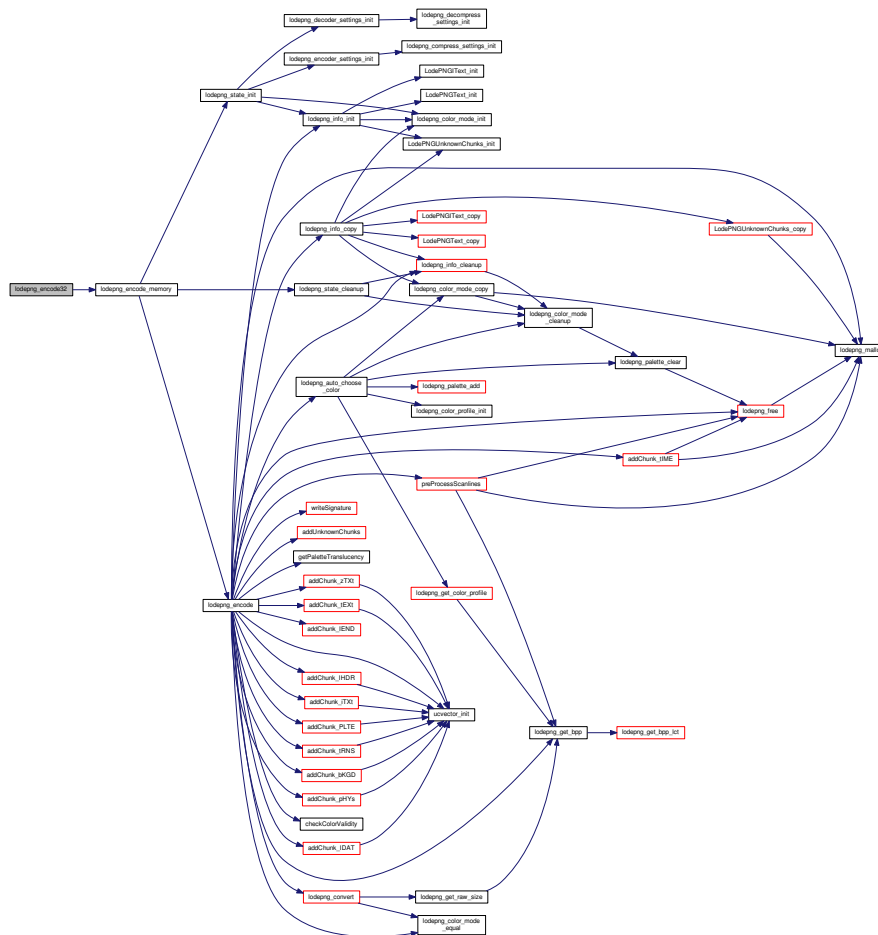 lodepng_decoder_settings_init
lodepng_decompress
_settings_init
lodepng_encoder_settings_init
lodepng_compress_settings_init
LodePNGIText_init
lodepng_state_init
LodePNGText_init
lodepng_info_init
lodepng_color_mode_init
LodePNGUnknownChunks_init
LodePNGIText_copy
lodepng_info_copy
LodePNGUnknownChunks_copy
LodePNGText_copy
lodepng_info_cleanup
lodepng_encode32
lodepng_encode_memory
lodepng_state_cleanup
lodepng_color_mode_copy
lodepng_color_mode
_cleanup
lodepng_malloc
lodepng_palette_clear
lodepng_auto_choose
_color
lodepng_palette_add
lodepng_color_profile_init
lodepng_free
addChunk_tIME
preProcessScanlines
writeSignature
addUnknownChunks
getPaletteTranslucency
addChunk_zTXt
lodepng_get_color_profile
lodepng_encode
addChunk_tEXt
addChunk_IEND
addChunk_IHDR
addChunk_iTXt
ucvector_init
addChunk_PLTE
lodepng_get_bpp
lodepng_get_bpp_lct
addChunk_tRNS
addChunk_bKGD
addChunk_pHYs
checkColorValidity
addChunk_IDAT
lodepng_convert
lodepng_get_raw_size
lodepng_color_mode
_equal